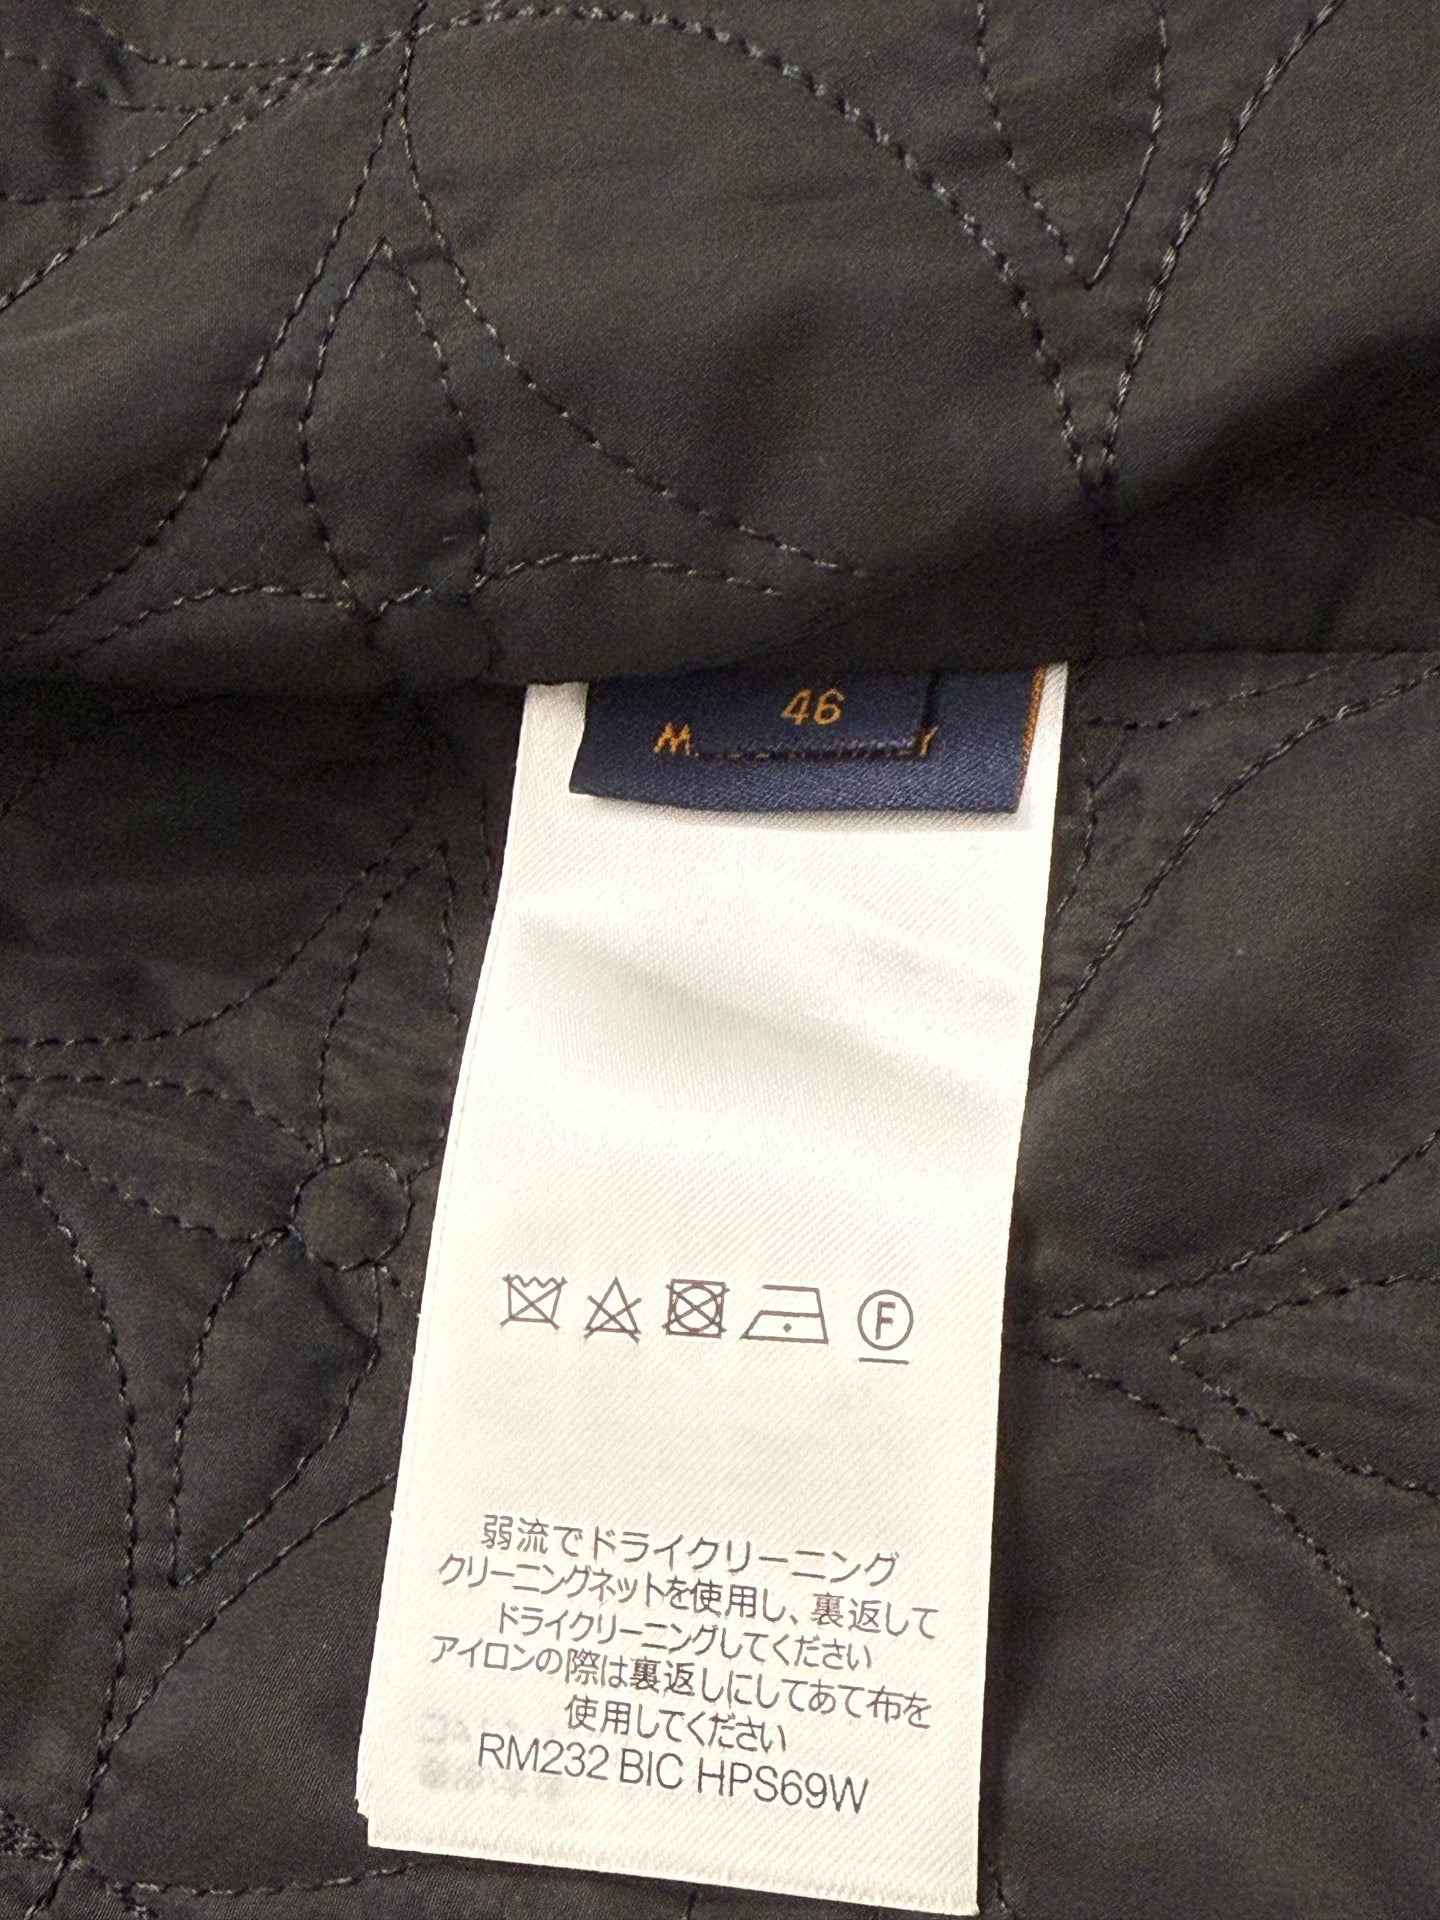 46
弱流でドライクリーニング
クリーニングネットを使用し、裏返して
ドライクリーニングしてください
アイロンの際は裏返しにしてあて布を
使用してください
RM232 BIC HPS69W
F